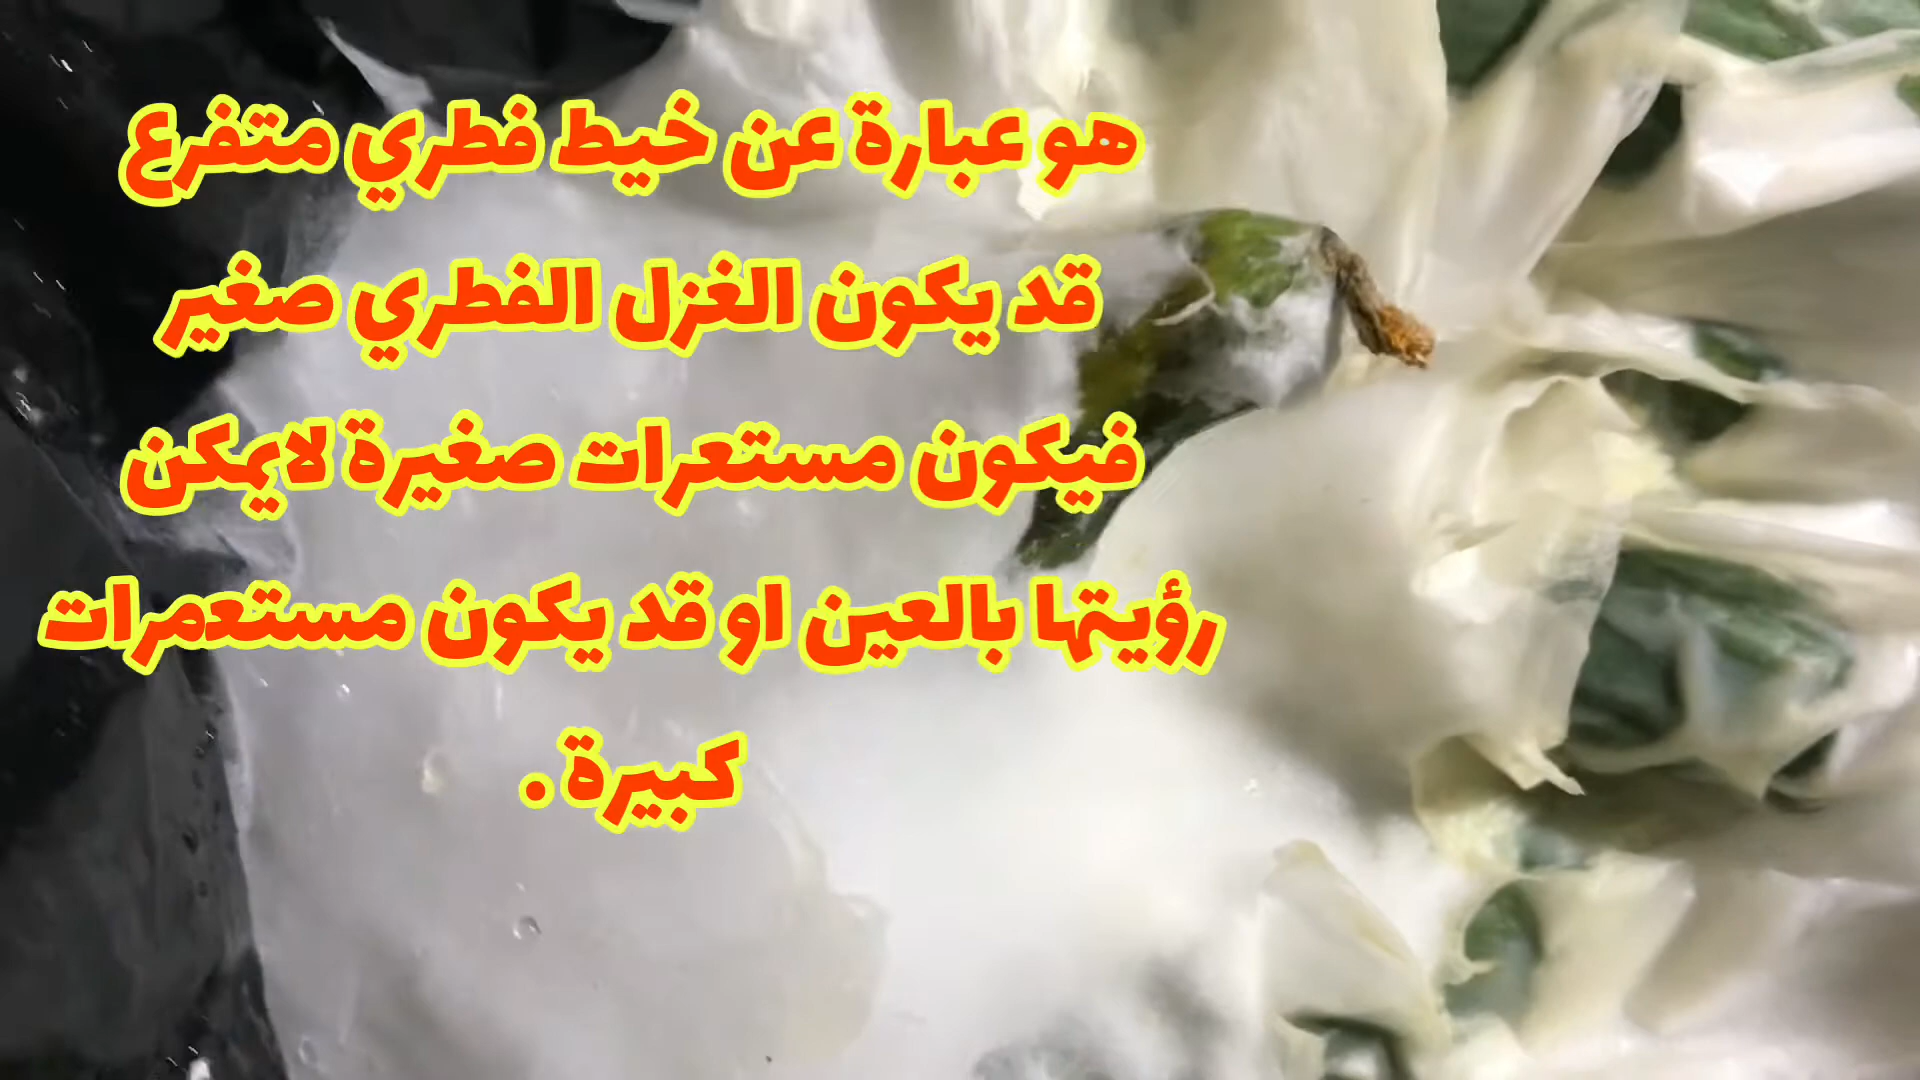 هو عبارة عن خيط فطري متفرع
قد يكون الغزل الفطري صغير
فيكون مستعرات صغيرة لايمكن
رؤيتها بالعين او قد يكون مستعمرات
كبيرة .